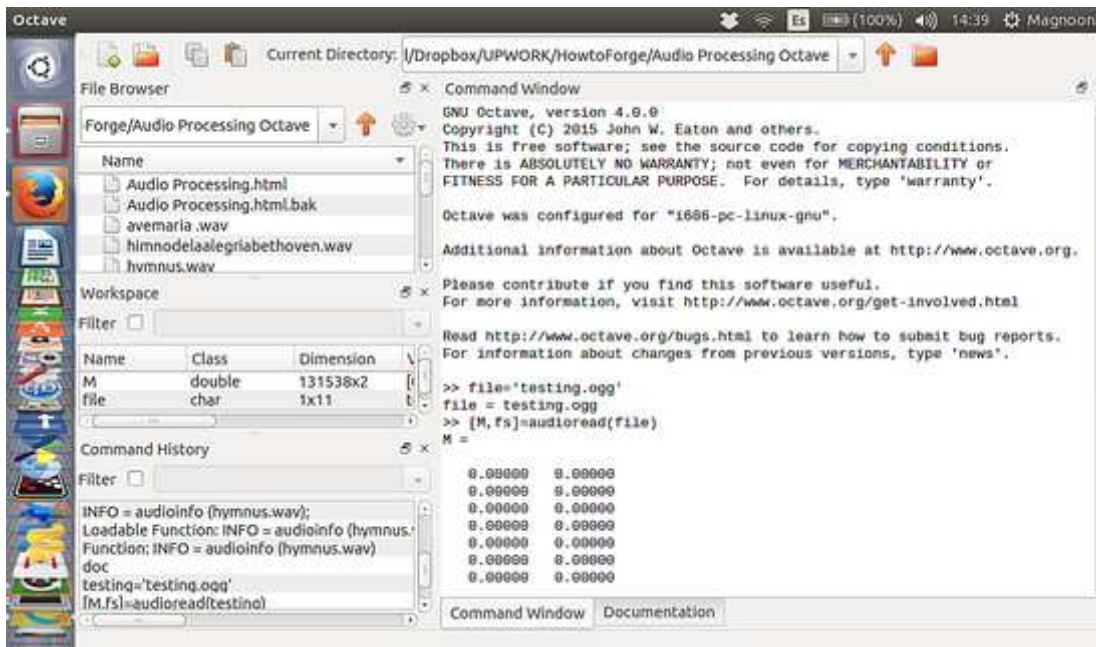 Octave
Es (100%) 14:39 Magnoon
Current Directory: l/Dropbox/UPWORK/HowtoForge/Audio Processing Octave
File Browser
-Forge/Audio Processing Octave
Name
Audio Processing.html
Audio Processing.html.bak
avemaria .wav
himnodelaalegriabethoven.wav
hymnus.wav
Workspace
Filter
Name Class Dimension
M double 131538x2
file char 1x11
Command History
Filter
INFO = audioinfo (hymnus.wav);
Loadable Function: INFO = audioinfo (hymnus.
Function: INFO = audioinfo (hymnus.wav)
doc
testing='testing.ogg'
[M,fs]=audioread(testing)
Command Window
GNU Octave, version 4.0.0
Copyright (C) 2015 John W. Eaton and others.
This is free software; see the source code for copying conditions.
There is ABSOLUTELY NO WARRANTY; not even for MERCHANTABILITY or
FITNESS FOR A PARTICULAR PURPOSE. For details, type 'warranty'.
Octave was configured for "i686-pc-linux-gnu".
Additional information about Octave is available at http://www.octave.org.
Please contribute if you find this software useful.
For more information, visit http://www.octave.org/get-involved.html
Read http://www.octave.org/bugs.html to learn how to submit bug reports.
For information about changes from previous versions, type 'news'.
>> file='testing.ogg'
file = testing.ogg
>> [M,fs]=audioread(file)
M =
0.00000 0.00000
0.00000 0.00000
0.00000 0.00000
0.00000 0.00000
0.00000 0.00000
0.00000 0.00000
0.00000 0.00000
Command Window Documentation